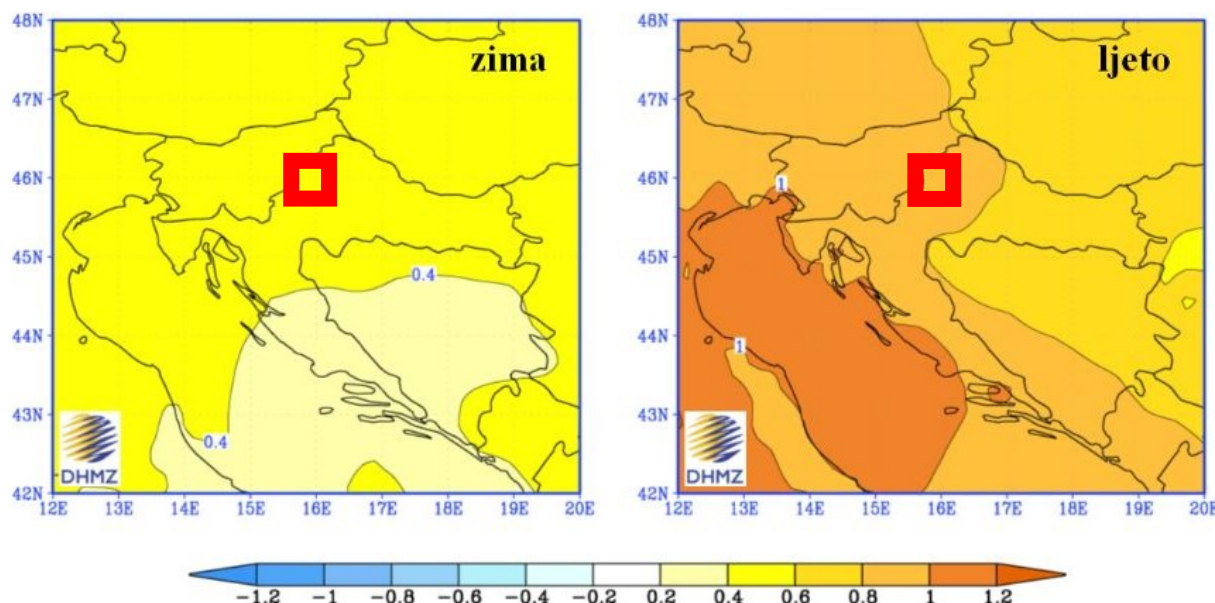 48N
zima
47N
46N
45N
0.4
44N
43N
0.4
DHMZ
42N
12E 13E 14E 15E 16E 17E 18E 19E 20E
48N
ljeto
47N
46N
1
45N
44N
1
43N
DHMZ
42N
12E 13E 14E 15E 16E 17E 18E 19E 20E
-1.2 -1 -0.8 -0.6 -0.4 -0.2 0.2 0.4 0.6 0.8 1 1.2